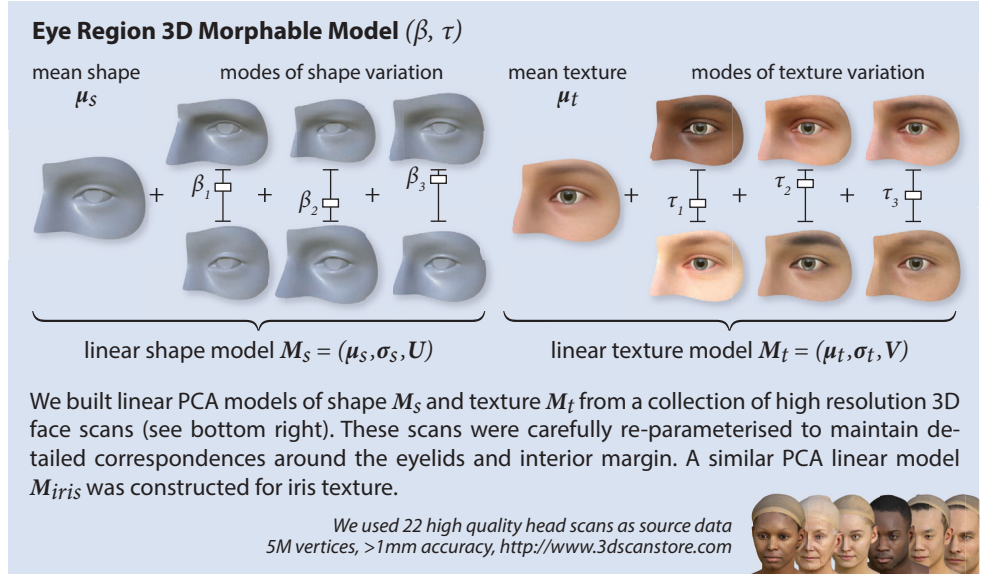 Eye Region 3D Morphable Model (β, τ)
mean shape
μs
modes of shape variation
mean texture
μt
modes of texture variation
+ β1 + β2 + β3
+ τ1 + τ2 + τ3
linear shape model Ms = (μs,σs,U)
linear texture model Mt = (μt,σt,V)
We built linear PCA models of shape Ms and texture Mt from a collection of high resolution 3D
face scans (see bottom right). These scans were carefully re-parameterised to maintain de-
tailed correspondences around the eyelids and interior margin. A similar PCA linear model
Miris was constructed for iris texture.
We used 22 high quality head scans as source data
5M vertices, >1mm accuracy, http://www.3dscanstore.com